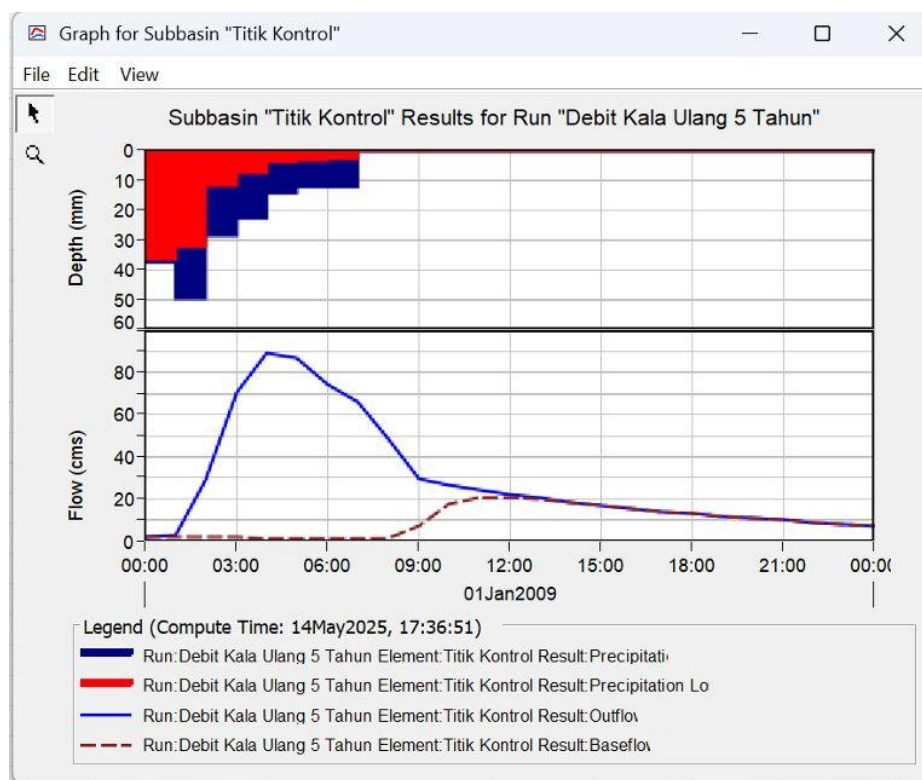 Graph for Subbasin "Titik Kontrol"
File Edit View
Subbasin "Titik Kontrol" Results for Run "Debit Kala Ulang 5 Tahun"
Depth (mm)
0
10
20
30
40
50
60
Flow (cms)
80
60
40
20
0
00:00 03:00 06:00 09:00 12:00 15:00 18:00 21:00 00:00
01Jan2009
Legend (Compute Time: 14May2025, 17:36:51)
Run:Debit Kala Ulang 5 Tahun Element:Titik Kontrol Result:Precipitati
Run:Debit Kala Ulang 5 Tahun Element:Titik Kontrol Result:Precipitation Lo
Run:Debit Kala Ulang 5 Tahun Element:Titik Kontrol Result:Outflov
Run:Debit Kala Ulang 5 Tahun Element:Titik Kontrol Result:Baseflov